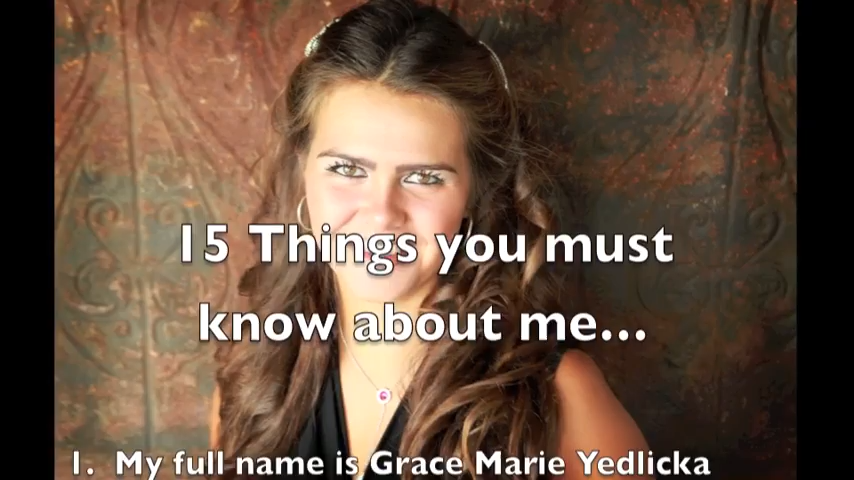 15 Things you must
know about me...
1. My full name is Grace Marie Yedlicka